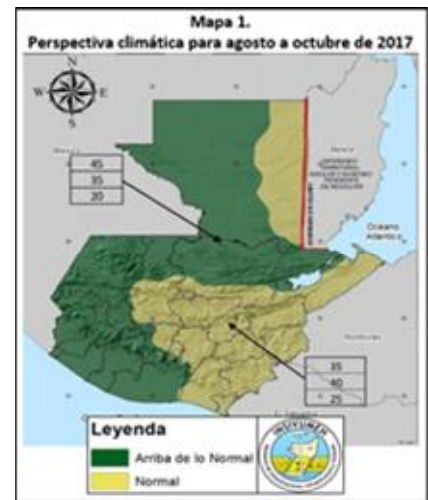 Mapa 1.
Perspectiva climática para agosto a octubre de 2017
N
W
E
S
45
35
20
Océano
Atlántico
35
40
25
Leyenda
Arriba de lo Normal
Normal
INSIVUMEH